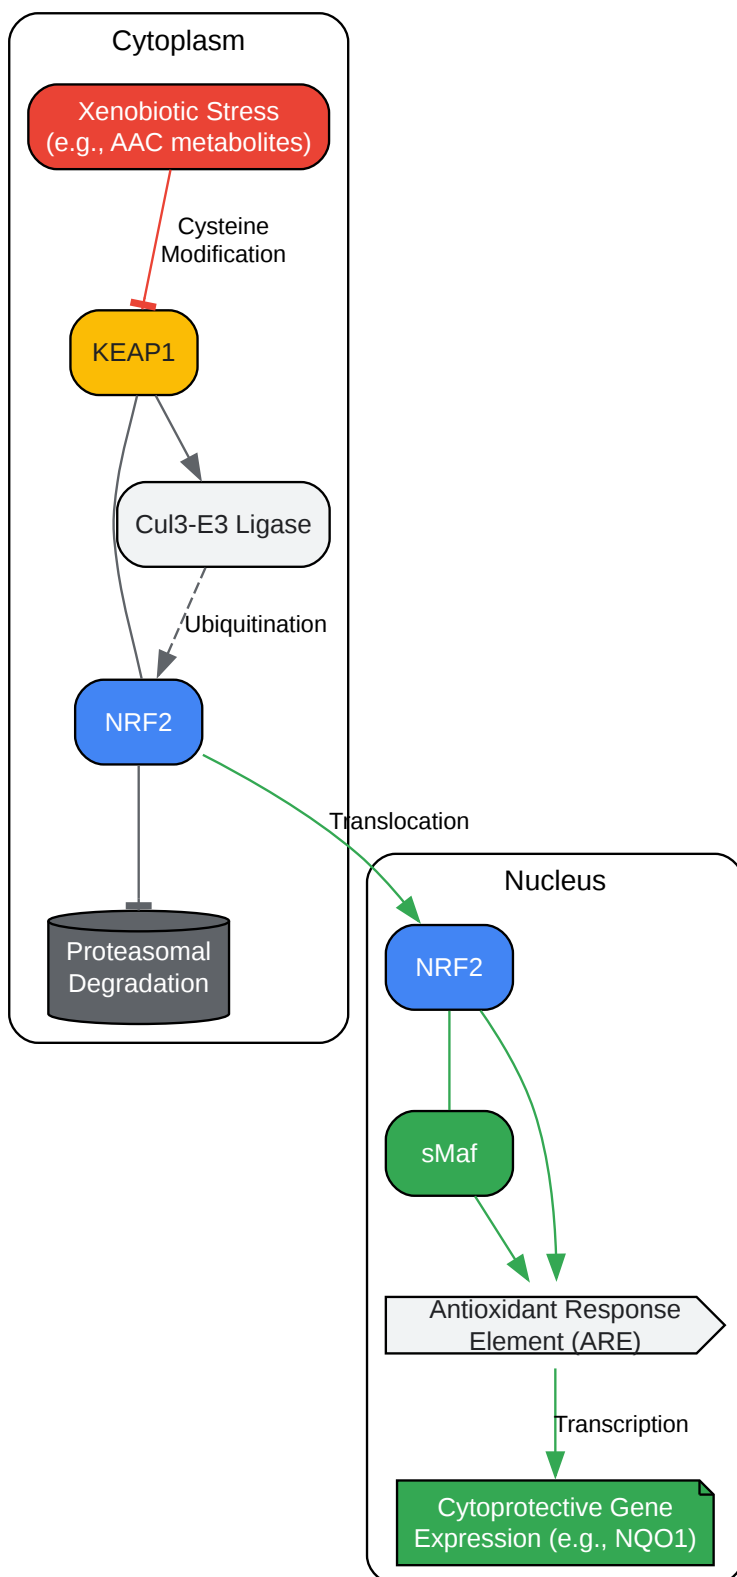 Cytoplasm
Xenobiotic Stress
(e.g., AAC metabolites)
Cysteine
Modification
KEAP1
Cul3-E3 Ligase
Ubiquitination
NRF2
Translocation
Proteasomal
Degradation
Nucleus
NRF2
sMaf
Antioxidant Response
Element (ARE)
Transcription
Cytoprotective Gene
Expression (e.g., NQO1)